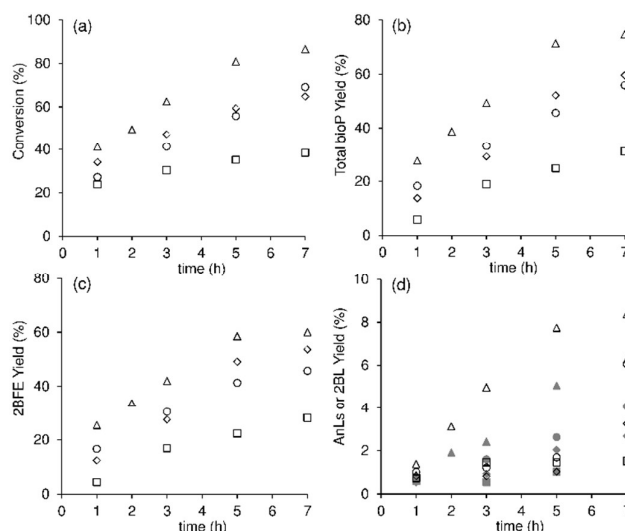 (a)
Conversion (%)
100
80
60
40
20
0
0 1 2 3 4 5 6 7
time (h)
(b)
Total bioP Yield (%)
80
60
40
20
0
0 1 2 3 4 5 6 7
time (h)
(c)
2BFE Yield (%)
80
60
40
20
0
0 1 2 3 4 5 6 7
time (h)
(d)
AnLs or 2BL Yield (%)
10
8
6
4
2
0
0 1 2 3 4 5 6
time (h)